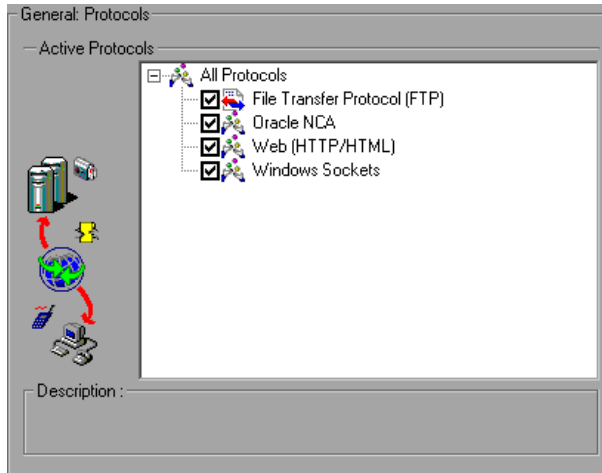 General: Protocols
Active Protocols
All Protocols
File Transfer Protocol (FTP)
Oracle NCA
Web (HTTP/HTML)
Windows Sockets
Description :